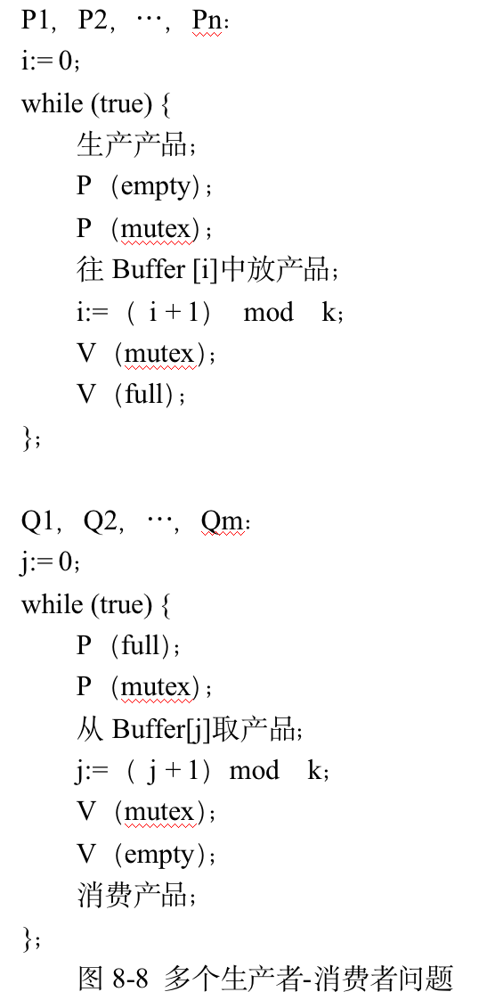 P1, P2, …, Pn:
i:=0;
while (true) {
生产产品;
P (empty);
P (mutex);
往 Buffer [i]中放产品;
i:= ( i + 1) mod k;
V (mutex);
V (full);
};
Q1, Q2, …, Qm:
j:=0;
while (true) {
P (full);
P (mutex);
从 Buffer[j]取产品;
j:= ( j + 1) mod k;
V (mutex);
V (empty);
消费产品;
};
图 8-8 多个生产者-消费者问题